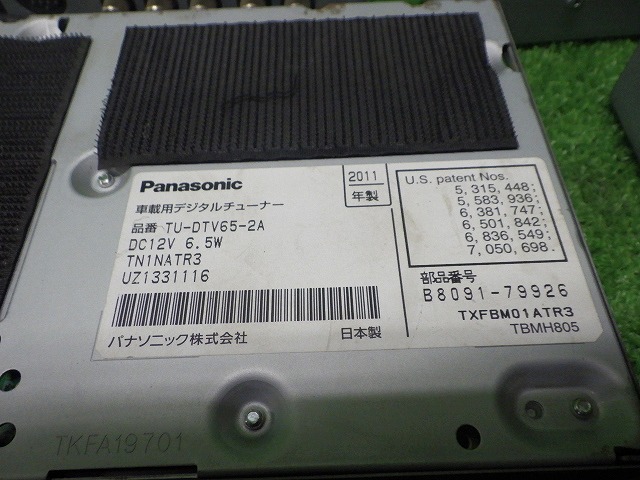 Panasonic
2011
年製
車載用デジタルチューナー
品番 TU-DTV65-2A
DC12V 6.5W
TN1NATR3
UZ1331116
パナソニック株式会社 日本製
U.S. patent Nos.
5, 315, 448;
5, 583, 936;
6, 381, 747;
6, 501, 842;
6, 836, 549;
7, 050, 698.
部品番号
B8091-79926
TXFBM01ATR3
TBMH805
TKFA19701